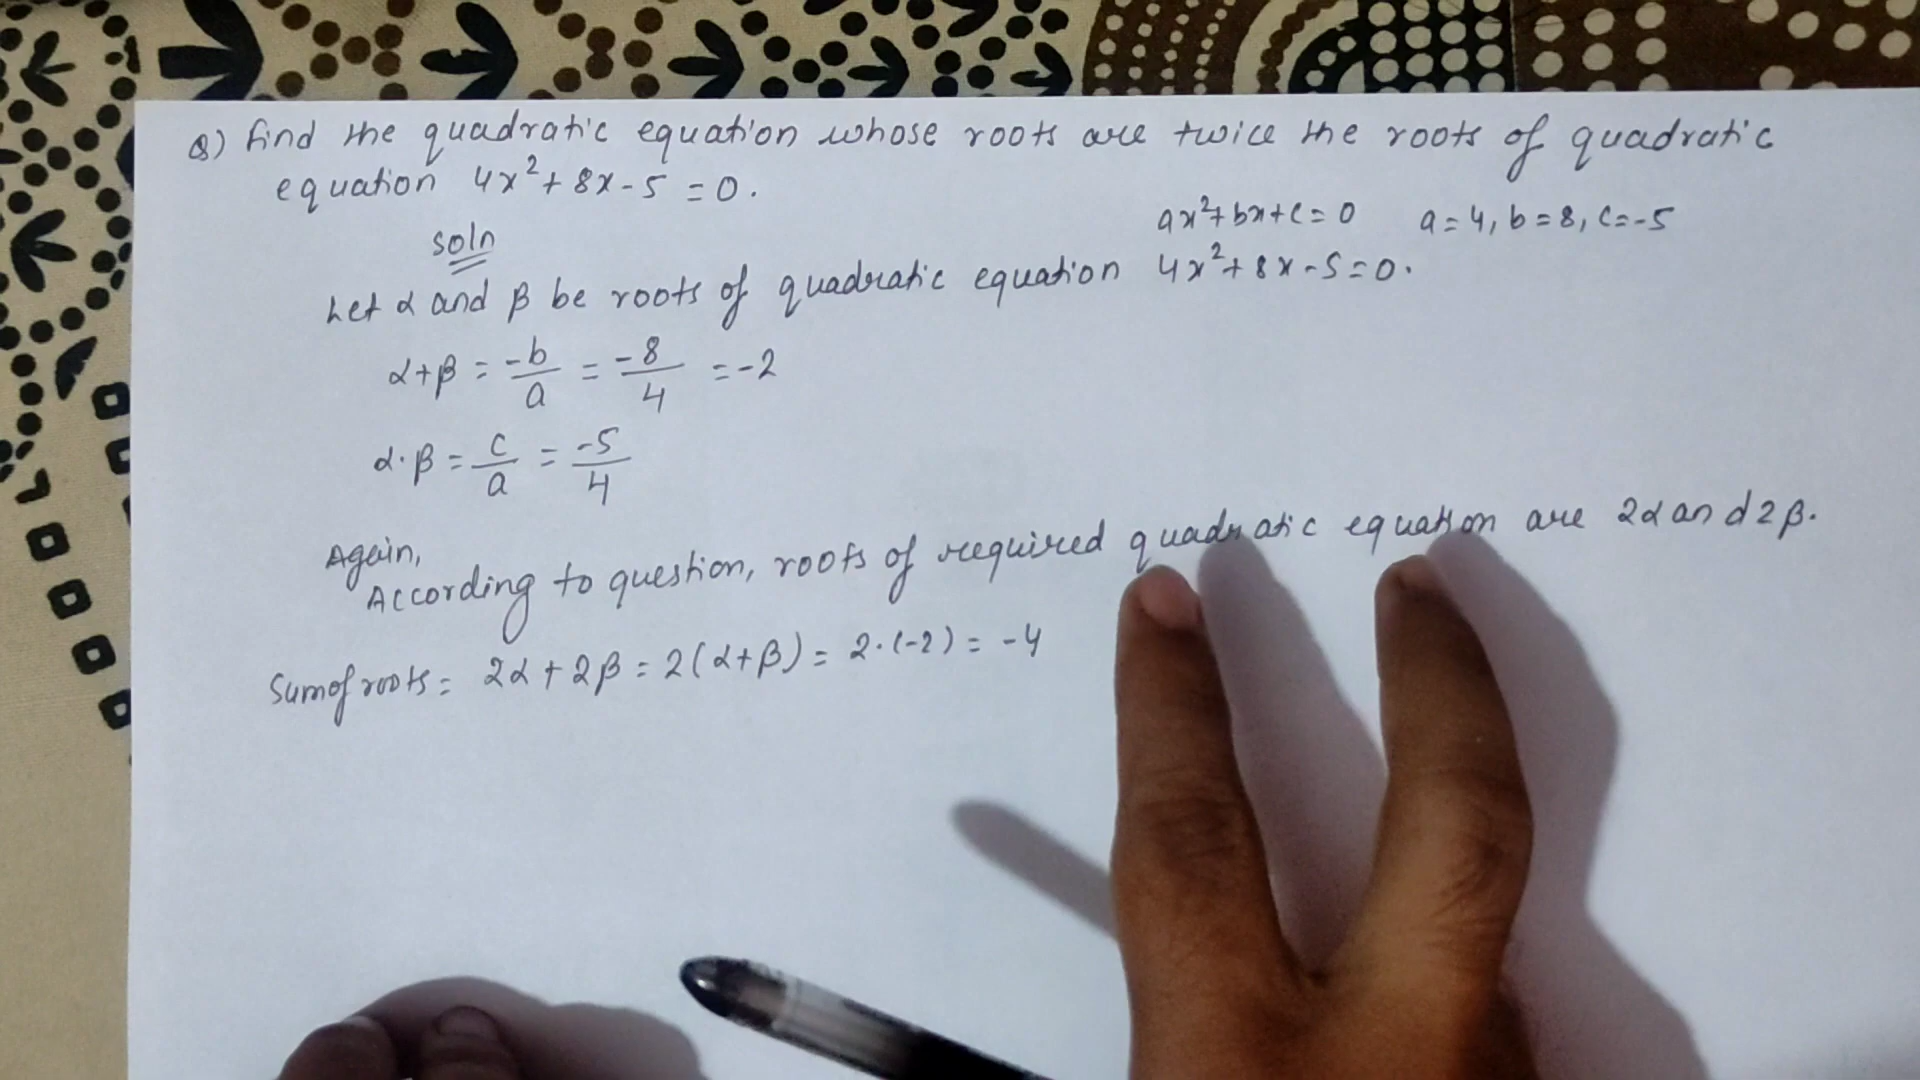 Q) find the quadratic equation whose roots are twice the roots of quadratic
equation 4x²+8x-5=0.
ax²+bx+c=0 a=4, b=8, c=-5
soln
Let α and β be roots of quadratic equation 4x²+8x-5=0.
α+β = -b/a = -8/4 = -2
α·β = c/a = -5/4
Again,
According to question, roots of required quadratic equation are 2α and 2β.
Sum of roots = 2α + 2β = 2(α+β) = 2·(-2) = -4